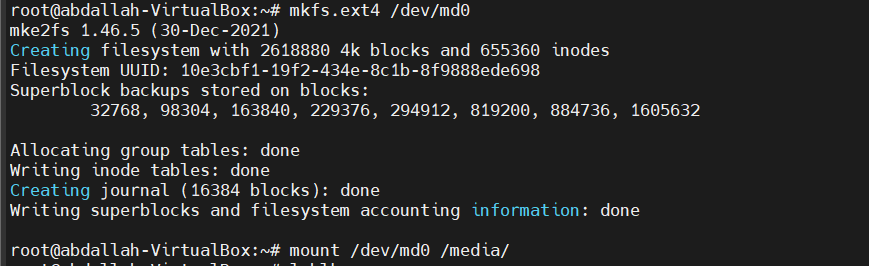 root@abdallah-VirtualBox:~# mkfs.ext4 /dev/md0
mke2fs 1.46.5 (30-Dec-2021)
Creating filesystem with 2618880 4k blocks and 655360 inodes
Filesystem UUID: 10e3cbf1-19f2-434e-8c1b-8f9888ede698
Superblock backups stored on blocks:
        32768, 98304, 163840, 229376, 294912, 819200, 884736, 1605632

Allocating group tables: done
Writing inode tables: done
Creating journal (16384 blocks): done
Writing superblocks and filesystem accounting information: done

root@abdallah-VirtualBox:~# mount /dev/md0 /media/